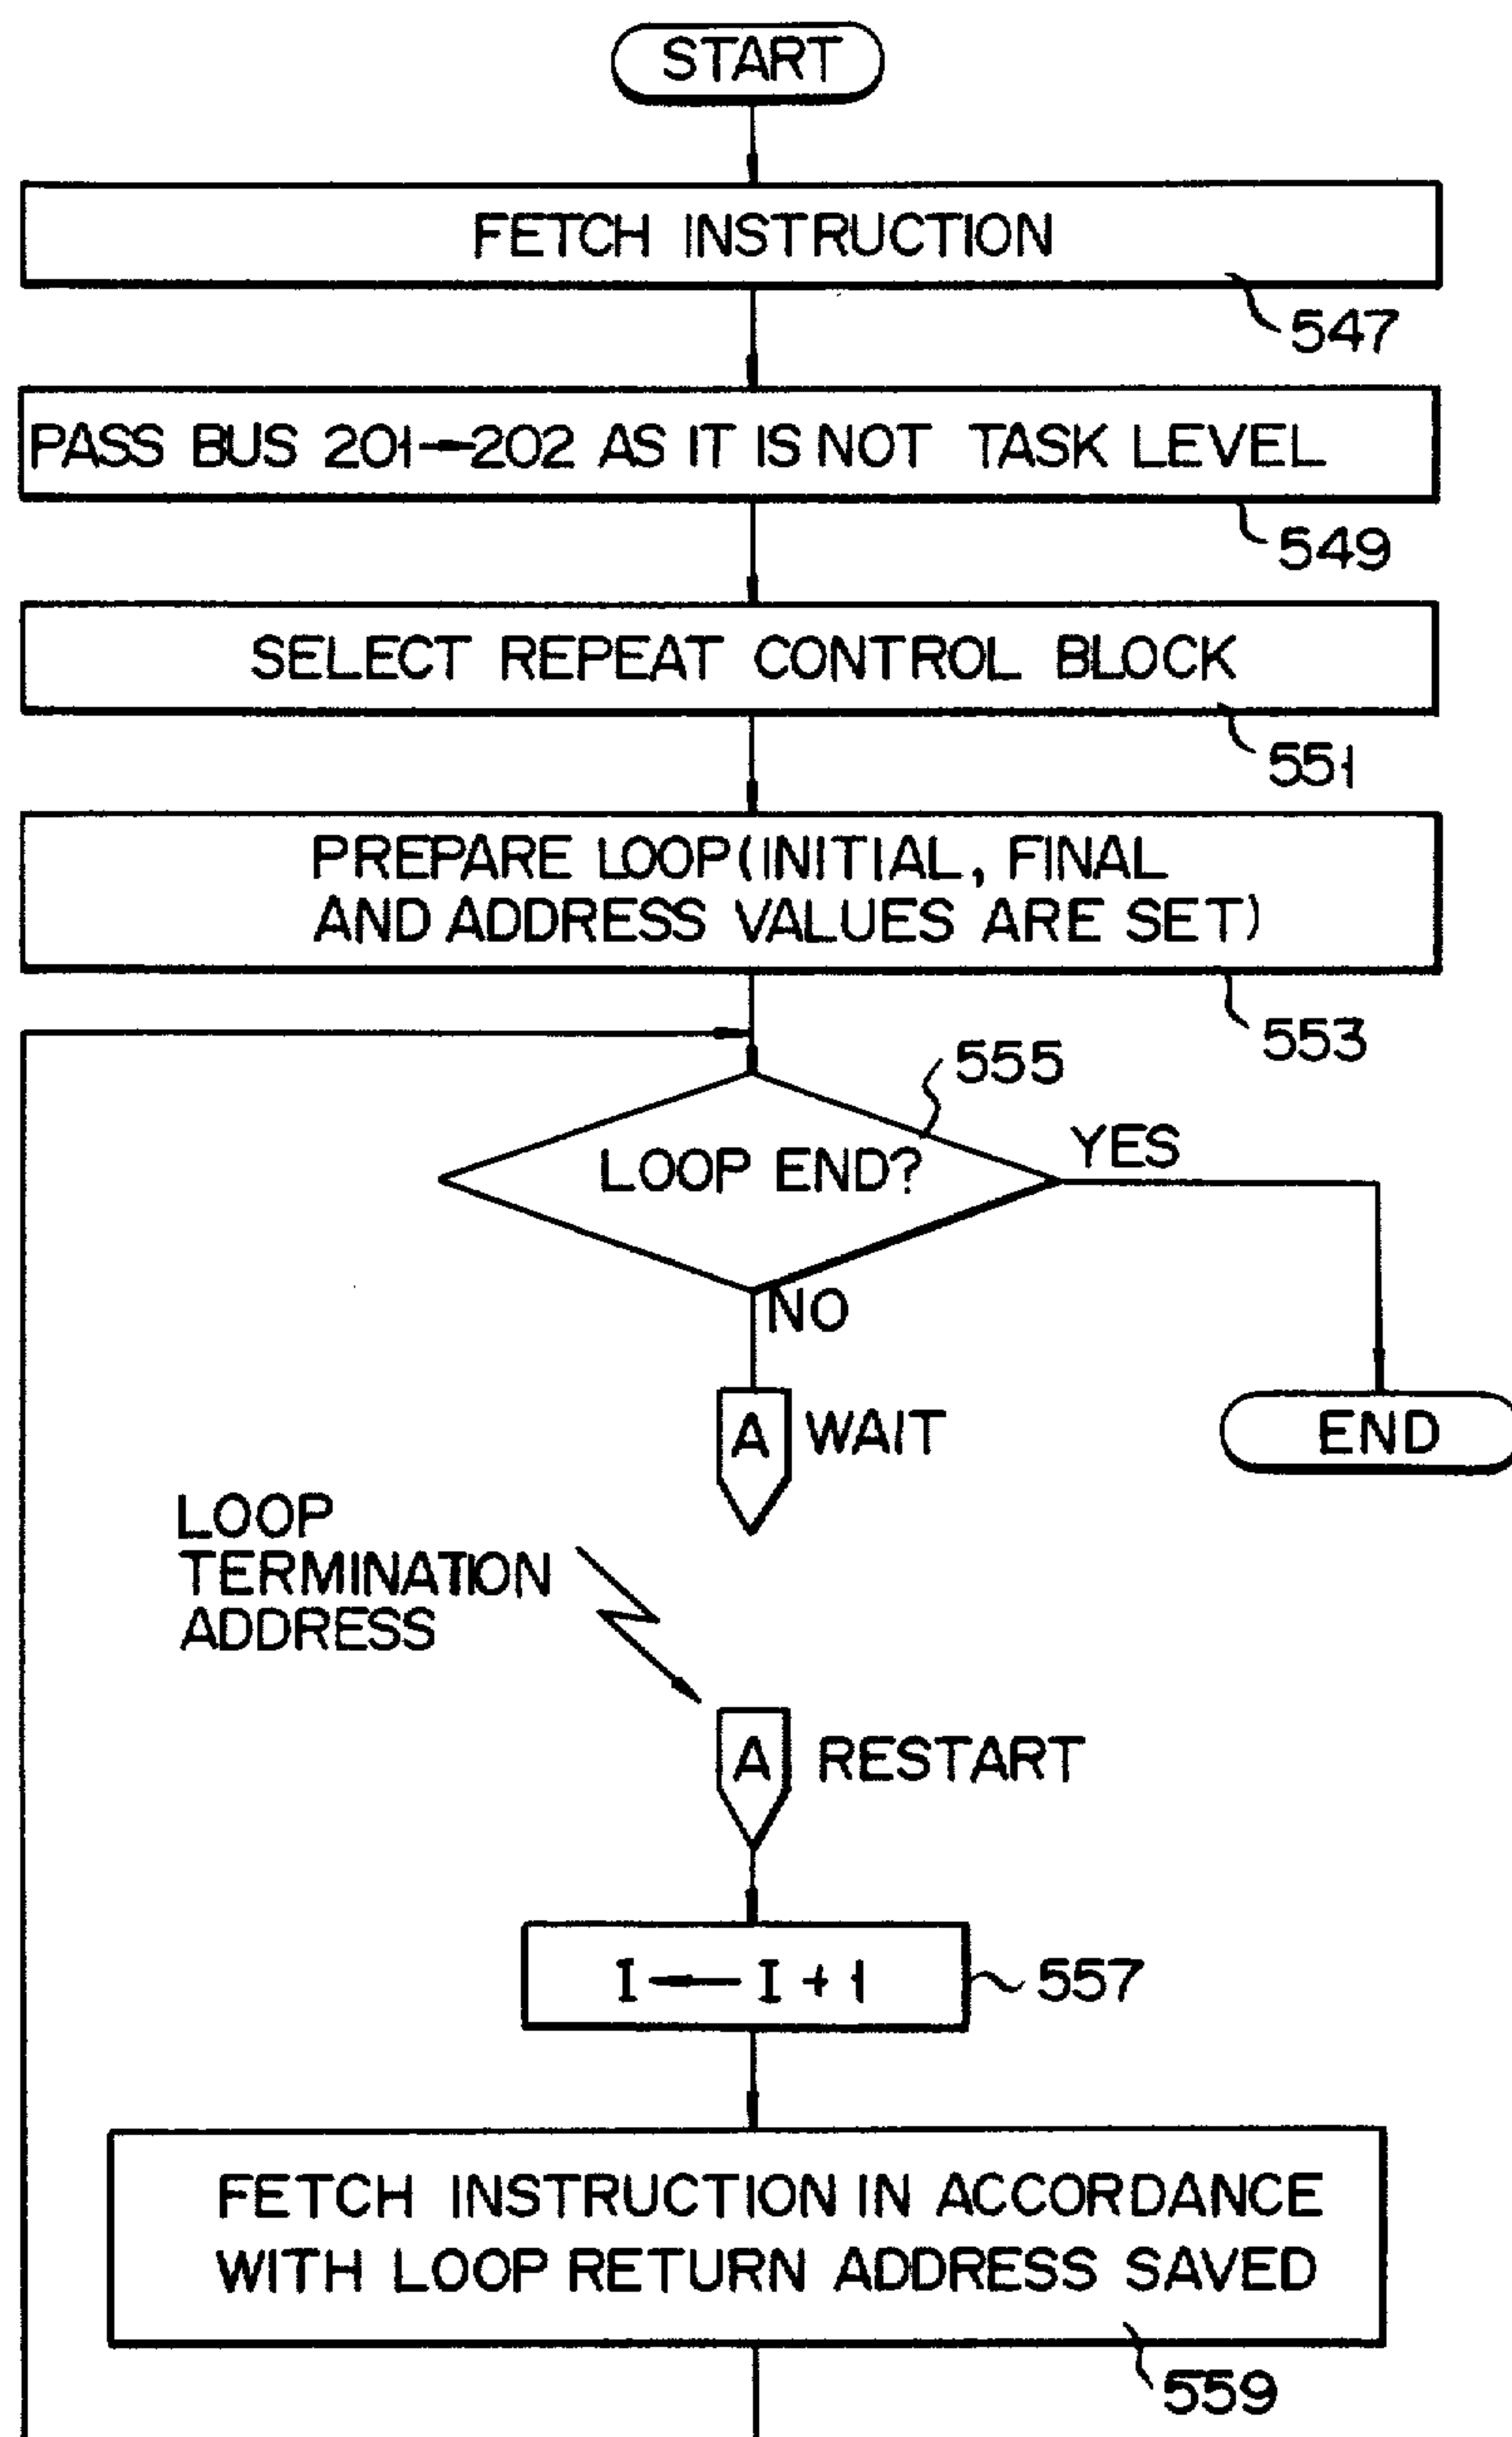 START
FETCH INSTRUCTION
547
PASS BUS 201→202 AS IT IS NOT TASK LEVEL
549
SELECT REPEAT CONTROL BLOCK
551
PREPARE LOOP(INITIAL, FINAL
AND ADDRESS VALUES ARE SET)
553
555
LOOP END?
YES
NO
A WAIT
END
LOOP
TERMINATION
ADDRESS
A RESTART
I ← I + 1
557
FETCH INSTRUCTION IN ACCORDANCE
WITH LOOP RETURN ADDRESS SAVED
559